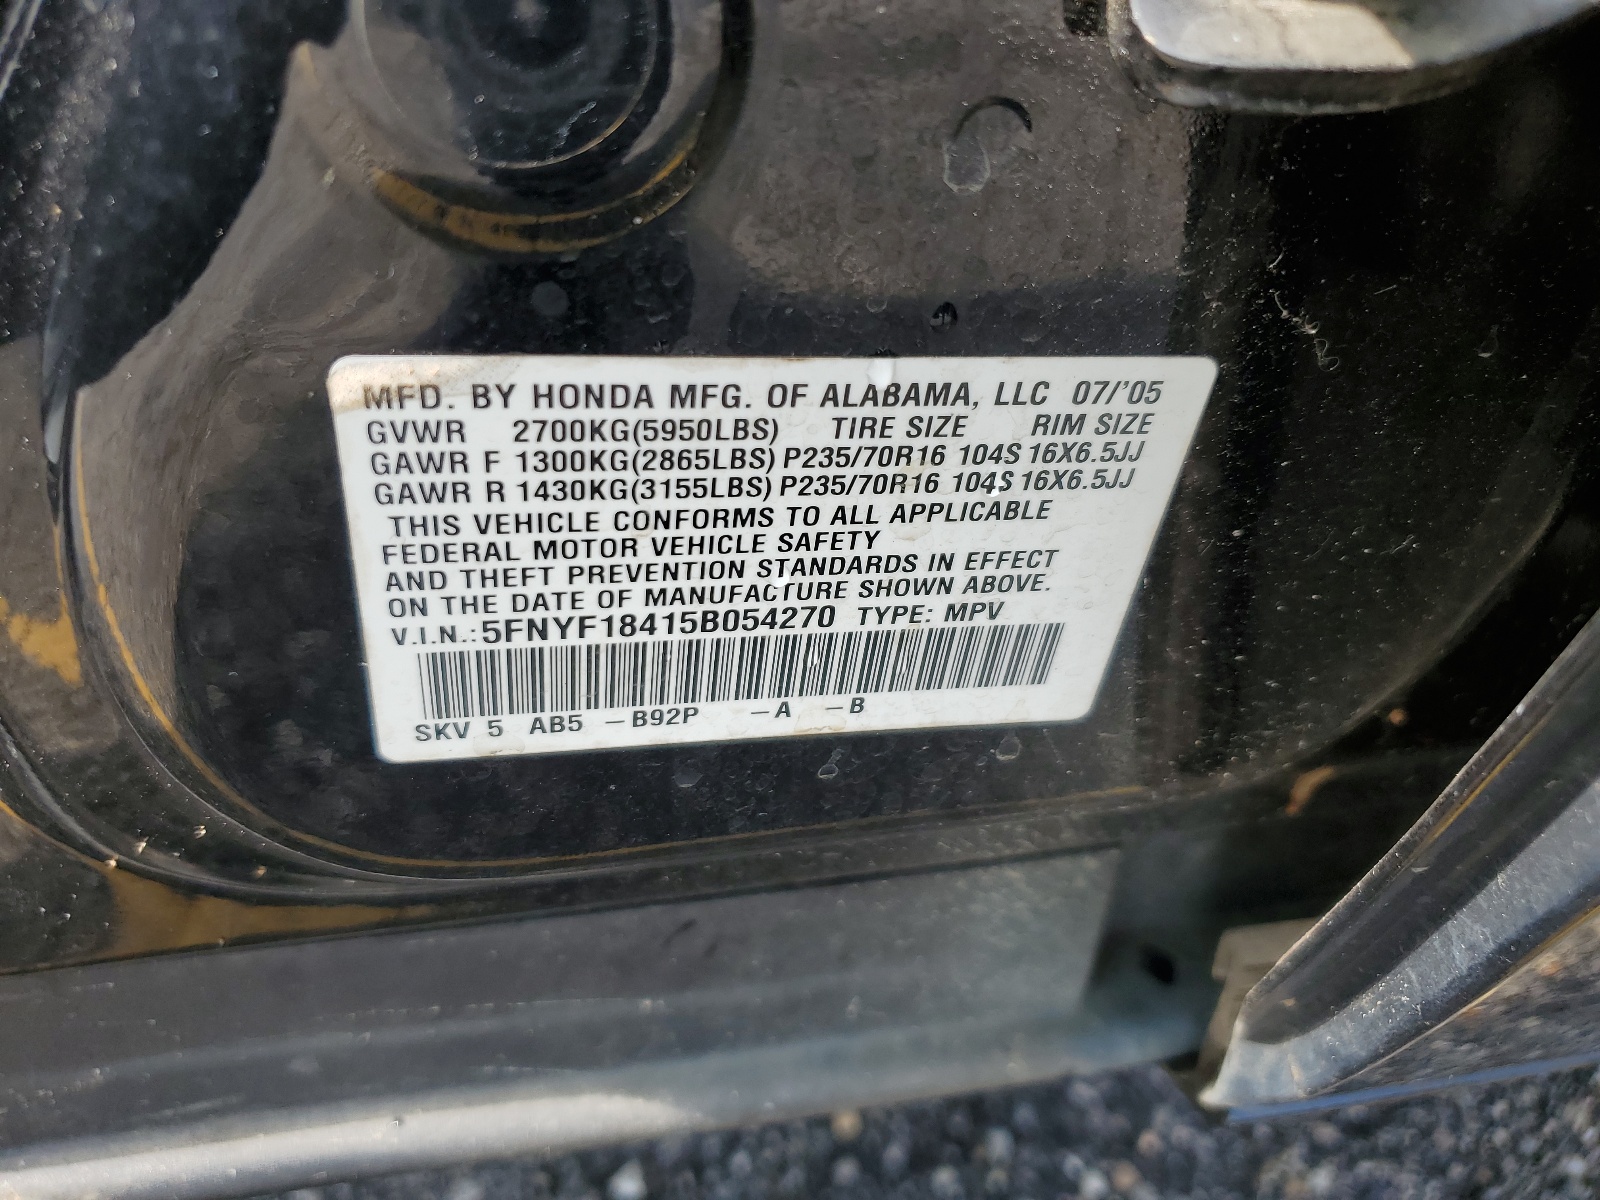 MFD. BY HONDA MFG. OF ALABAMA, LLC 07/'05
GVWR 2700KG(5950LBS) TIRE SIZE RIM SIZE
GAWR F 1300KG(2865LBS) P235/70R16 104S 16X6.5JJ
GAWR R 1430KG(3155LBS) P235/70R16 104S 16X6.5JJ
THIS VEHICLE CONFORMS TO ALL APPLICABLE
FEDERAL MOTOR VEHICLE SAFETY
AND THEFT PREVENTION STANDARDS IN EFFECT
ON THE DATE OF MANUFACTURE SHOWN ABOVE.
V.I.N.:5FNYF18415B054270 TYPE: MPV
SKV 5 AB5 -B92P -A -B